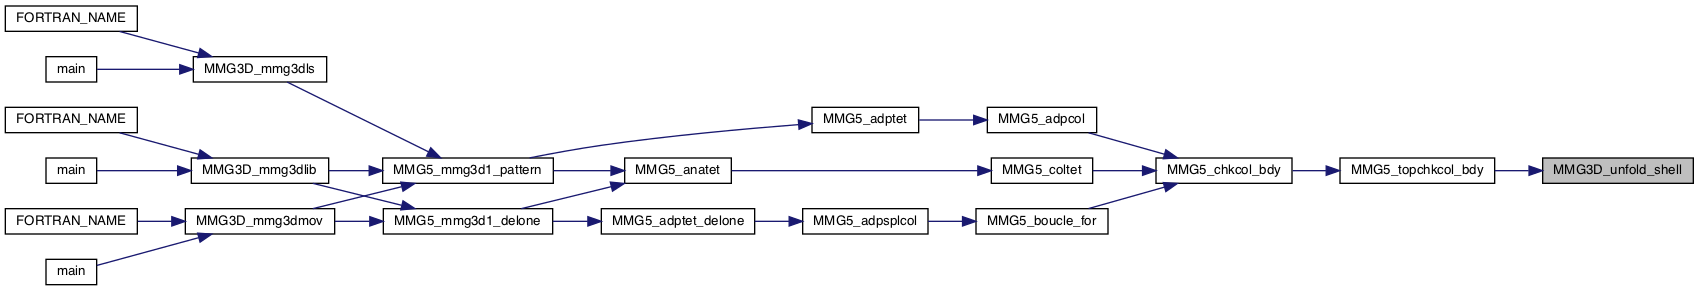 FORTRAN_NAME
main
MMG3D_mmg3dls
FORTRAN_NAME
MMG5_adptet
MMG5_adpcol
main
MMG3D_mmg3dlib
MMG5_mmg3d1_pattern
MMG5_anatet
MMG5_coltet
MMG5_chkcol_bdy
MMG5_topchkcol_bdy
MMG3D_unfold_shell
FORTRAN_NAME
MMG3D_mmg3dmov
MMG5_mmg3d1_delone
MMG5_adptet_delone
MMG5_adpsplcol
MMG5_boucle_for
main